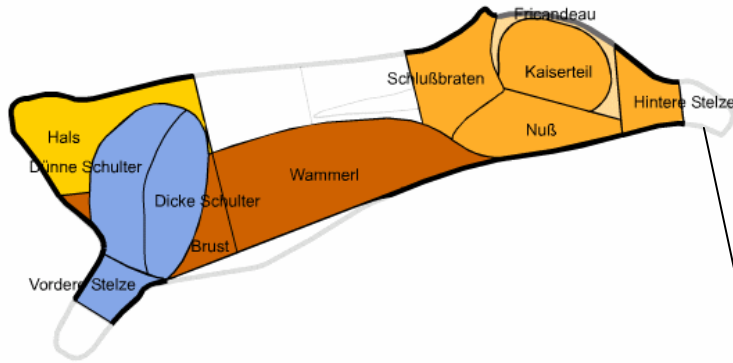 Fricandeau
Schlußbraten
Kaiserteil
Hintere Stelze
Hals
Nuß
Dünne Schulter
Wammerl
Dicke Schulter
Brust
Vordere Stelze